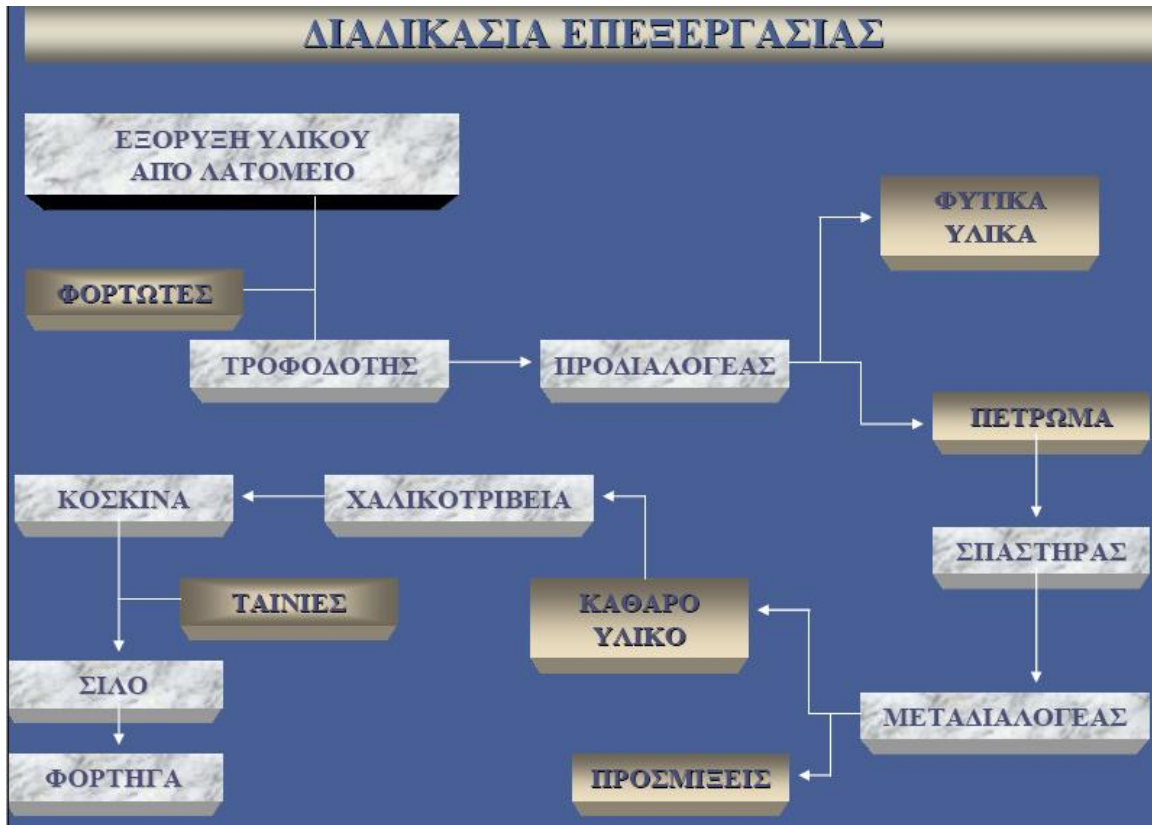 ΔΙΑΔΙΚΑΣΙΑ ΕΠΕΞΕΡΓΑΣΙΑΣ
ΕΞΟΡΥΞΗ ΥΛΙΚΟΥ
ΑΠΌ ΛΑΤΟΜΕΙΟ
ΦΟΡΤΩΤΕΣ
ΤΡΟΦΟΔΟΤΗΣ
ΠΡΟΔΙΑΛΟΓΕΑΣ
ΦΥΤΙΚΑ
ΥΛΙΚΑ
ΠΕΤΡΩΜΑ
ΣΠΑΣΤΗΡΑΣ
ΜΕΤΑΔΙΑΛΟΓΕΑΣ
ΚΑΘΑΡΟ
ΥΛΙΚΟ
ΠΡΟΣΜΙΞΕΙΣ
ΧΑΛΙΚΟΤΡΙΒΕΙΑ
ΚΟΣΚΙΝΑ
ΤΑΙΝΙΕΣ
ΣΙΛΟ
ΦΟΡΤΗΓΑ